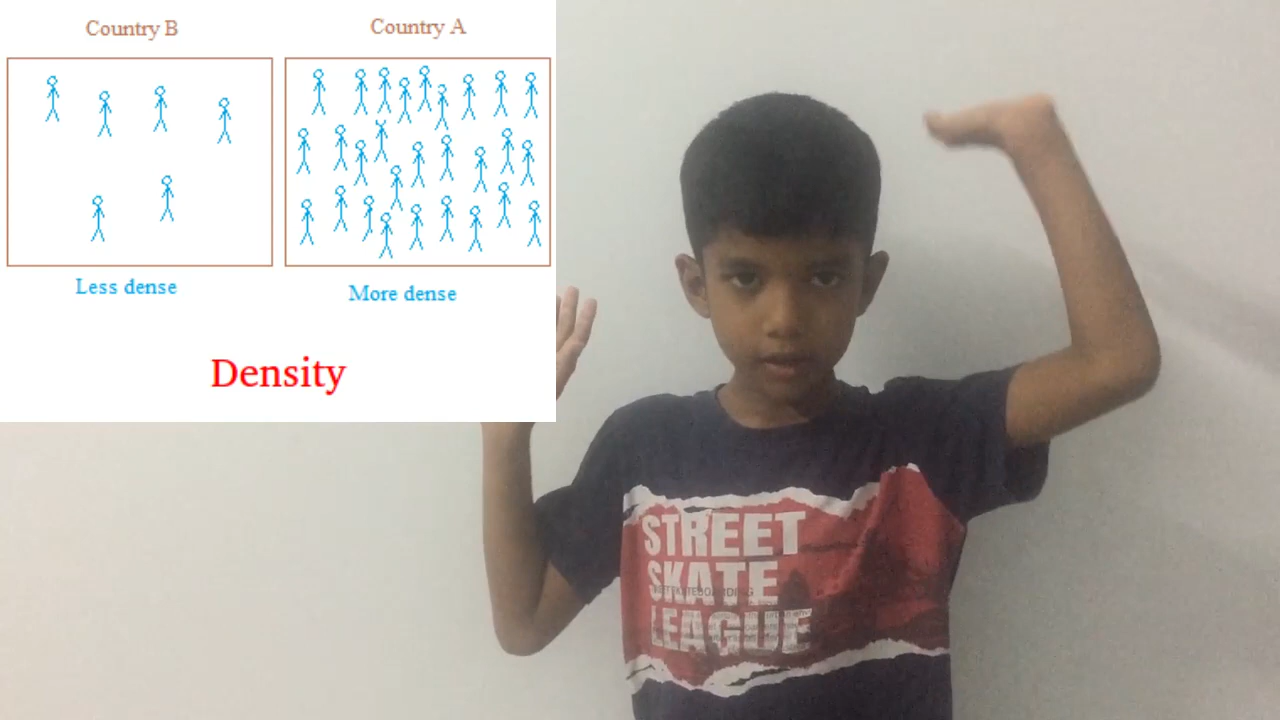 Country B
Country A
Less dense
More dense
Density
STREET
SKATE
LEAGUE